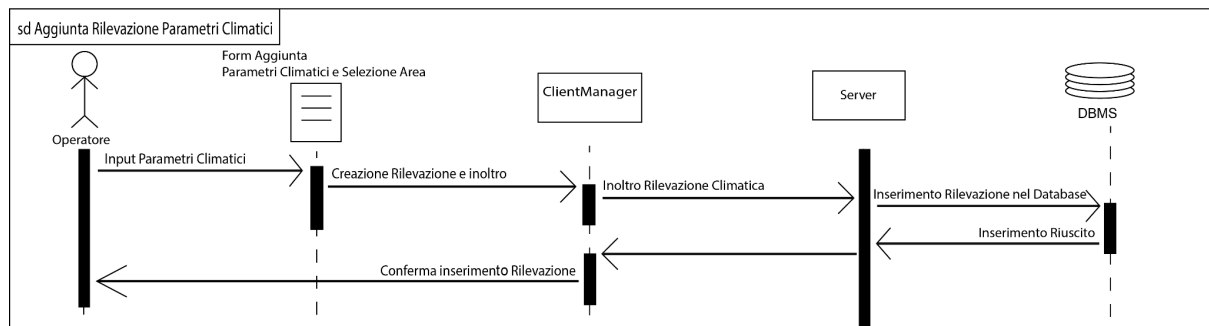 sd Aggiunta Rilevazione Parametri Climatici
Form Aggiunta
Parametri Climatici e Selezione Area
ClientManager
Server
DBMS
Operatore
Input Parametri Climatici
Creazione Rilevazione e inoltro
Inoltro Rilevazione Climatica
Inserimento Rilevazione nel Database
Inserimento Riuscito
Conferma inserimento Rilevazione